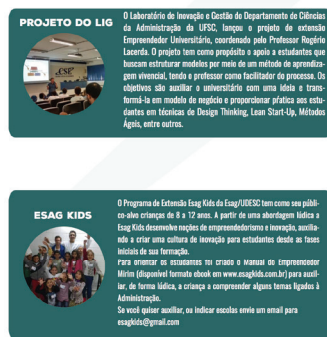 PROJETO DO LIG
O Laboratório de Inovação e Gestão do Departamento de Ciências
da Administração da UFSC, lançou o projeto de extensão
Empreendedor Universitário, coordenado pelo Professor Rogério
Lacerda. O projeto tem como propósito o apoio a estudantes que
buscam estruturar modelos por meio de um método de aprendiza-
gem vivencial, tendo o professor como facilitador do processo. Os
objetivos são auxiliar o universitário com uma ideia e trans-
formá-la em modelo de negócio e proporcionar prática aos estu-
dantes em técnicas de Design Thinking, Lean Start-Up, Métodos
Ágeis, entre outros.
ESAG KIDS
O Programa de Extensão Esag Kids da Esag/UDESC tem como seu públi-
co-alvo crianças de 8 a 12 anos. A partir de uma abordagem lúdica a
Esag Kids desenvolve noções de empreendedorismo e inovação, auxilia-
ndo a criar uma cultura de inovação para estudantes desde as fases
iniciais de sua formação.
Para orientar os estudantes foi criado o Manual do Empreendedor
Mirim (disponível formato ebook em www.esagkids.com.br) para auxil-
iar, de forma lúdica, a criança a compreender alguns temas ligados à
Administração.
Se você quiser auxiliar, ou indicar escolas envie um email para
esagkids@gmail.com